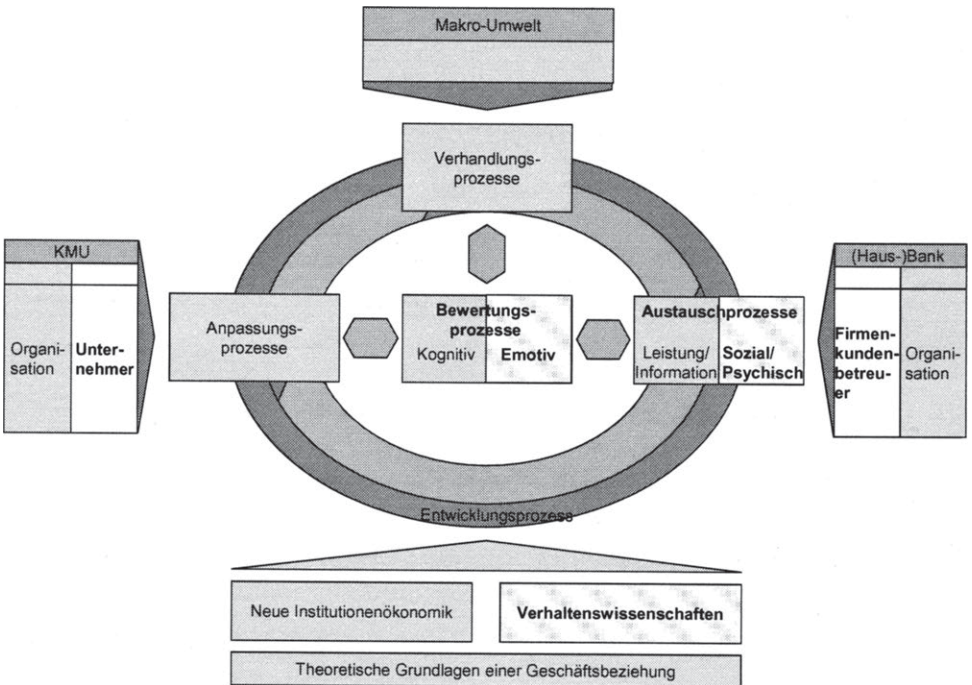 Makro-Umwelt
Verhandlungs-
prozesse
KMU
Organi-
sation
Unter-
nehmer
Anpassungs-
prozesse
Bewertungs-
prozesse
Kognitiv
Emotiv
Austauschprozesse
Leistung/
Information
Sozial/
Psychisch
(Haus-)Bank
Firmen-
kunden-
betreu-
er
Organi-
sation
Entwicklungsprozess
Neue Institutionenökonomik
Verhaltenswissenschaften
Theoretische Grundlagen einer Geschäftsbeziehung